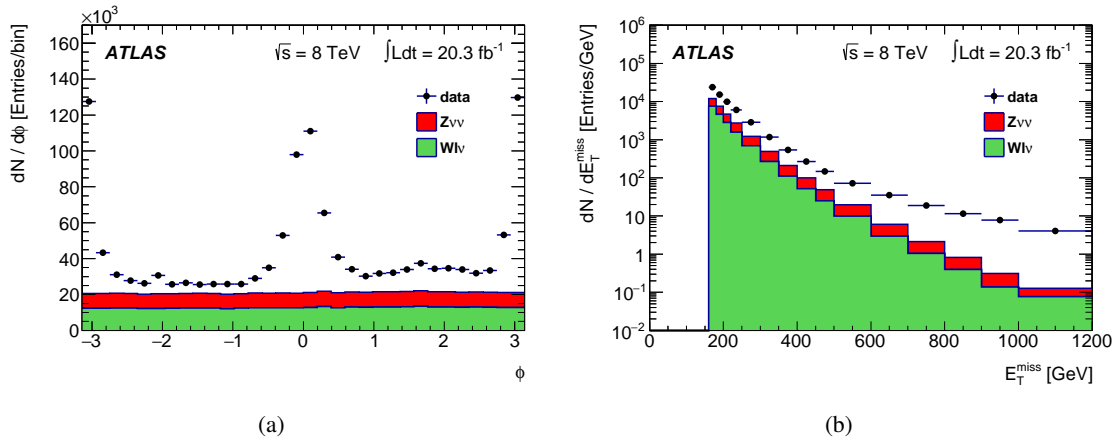 ×10³
160
140
120
100
80
60
40
20
0
dN / dφ [Entries/bin]
ATLAS
√s = 8 TeV ∫Ldt = 20.3 fb⁻¹
data
Zνν
Wlν
−3 −2 −1 0 1 2 3
φ
(a)
10⁶
10⁵
10⁴
10³
10²
10
1
10⁻¹
10⁻²
dN / dE_T^miss [Entries/GeV]
ATLAS
√s = 8 TeV ∫Ldt = 20.3 fb⁻¹
data
Zνν
Wlν
0 200 400 600 800 1000 1200
E_T^miss [GeV]
(b)